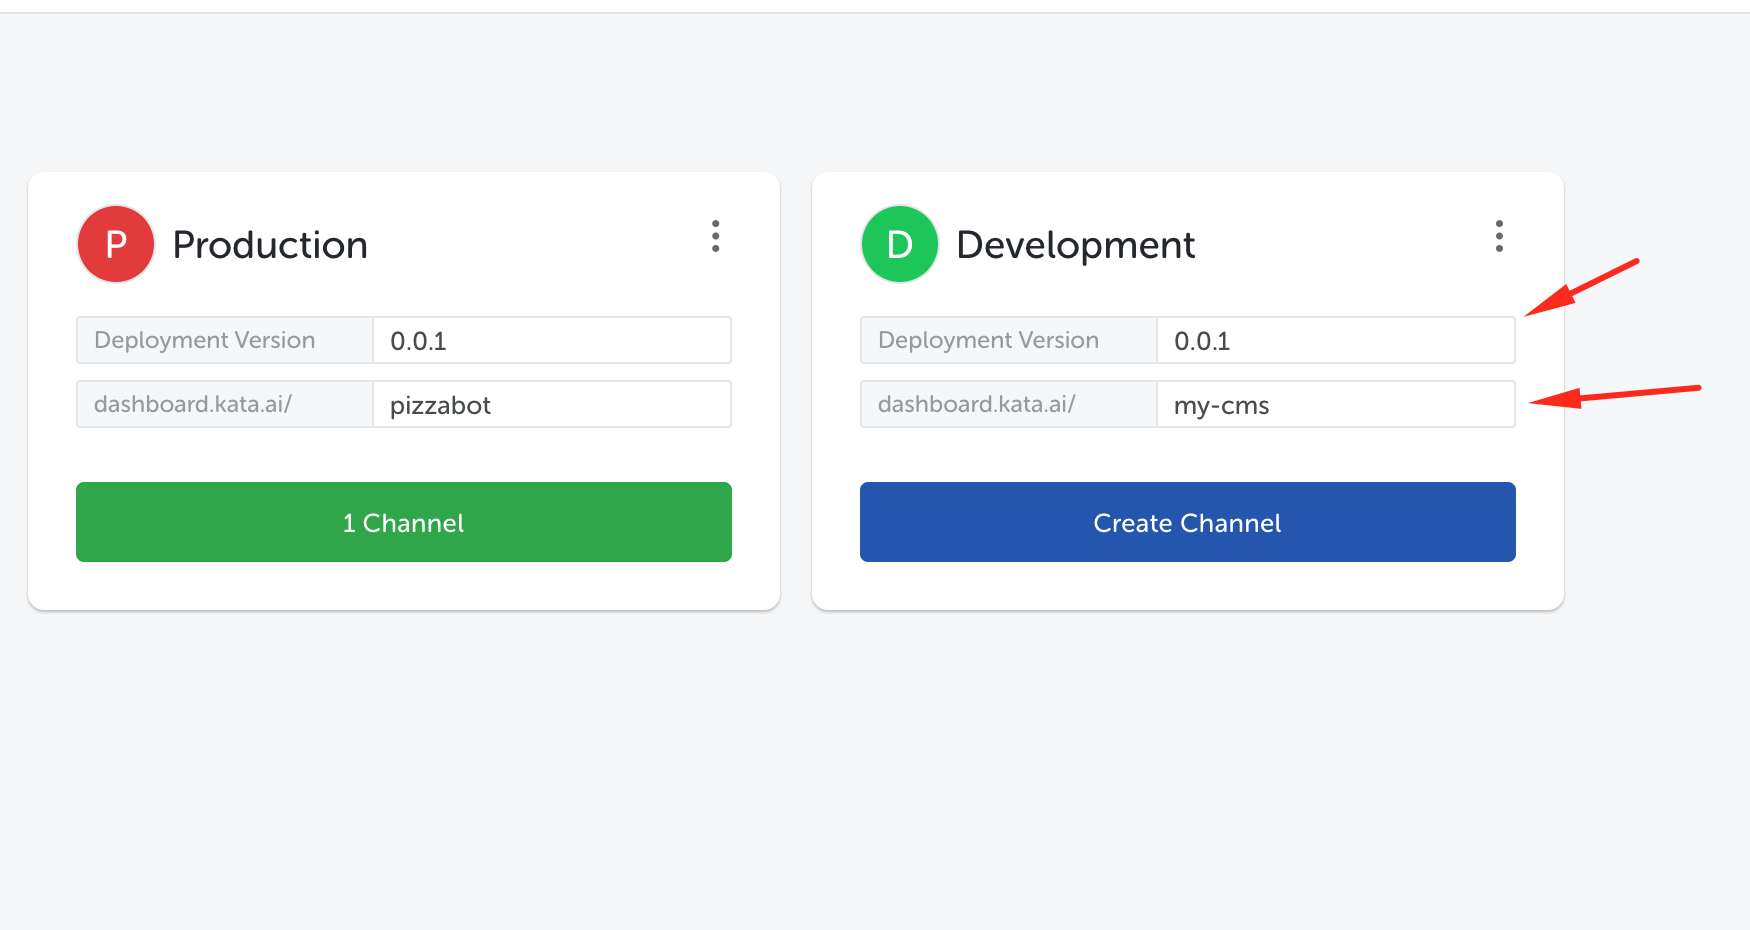 P Production
Deployment Version 0.0.1
dashboard.kata.ai/ pizzabot
1 Channel
D Development
Deployment Version 0.0.1
dashboard.kata.ai/ my-cms
Create Channel